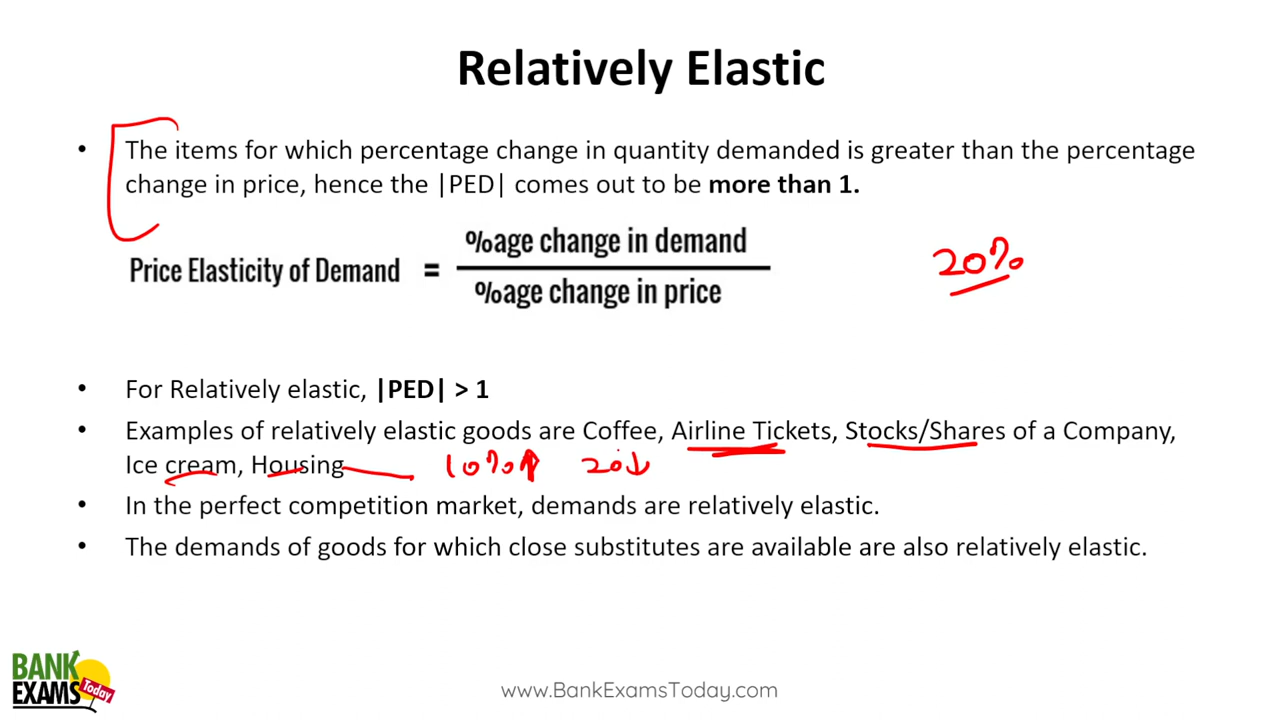 Relatively Elastic
• The items for which percentage change in quantity demanded is greater than the percentage
change in price, hence the |PED| comes out to be more than 1.
Price Elasticity of Demand = %age change in demand
%age change in price
20%
• For Relatively elastic, |PED| > 1
• Examples of relatively elastic goods are Coffee, Airline Tickets, Stocks/Shares of a Company,
Ice cream, Housing 10%↑ 20↓
• In the perfect competition market, demands are relatively elastic.
• The demands of goods for which close substitutes are available are also relatively elastic.
BANK
EXAMS Today
www.BankExamsToday.com